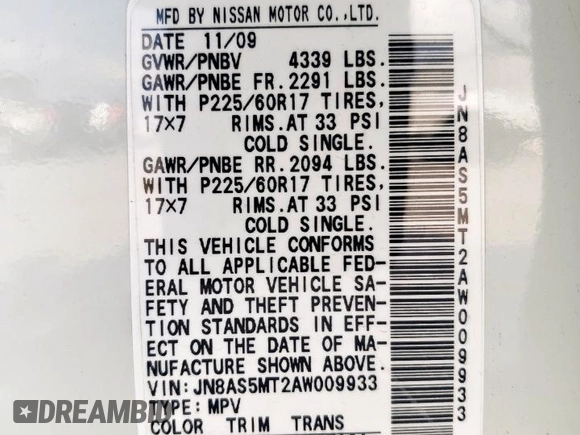 MFD BY NISSAN MOTOR CO.,LTD.
DATE 11/09
GVWR/PNBV 4339 LBS.
GAWR/PNBE FR. 2291 LBS.
WITH P225/60R17 TIRES,
17×7 RIMS.AT 33 PSI
COLD SINGLE.
GAWR/PNBE RR. 2094 LBS.
WITH P225/60R17 TIRES,
17×7 RIMS.AT 33 PSI
COLD SINGLE.
THIS VEHICLE CONFORMS
TO ALL APPLICABLE FED-
ERAL MOTOR VEHICLE SA-
FETY AND THEFT PREVEN-
TION STANDARDS IN EFF-
ECT ON THE DATE OF MA-
NUFACTURE SHOWN ABOVE.
VIN: JN8AS5MT2AW009933
TYPE: MPV
COLOR TRIM TRANS
JN8AS5MT2AW009933
DREAMBI